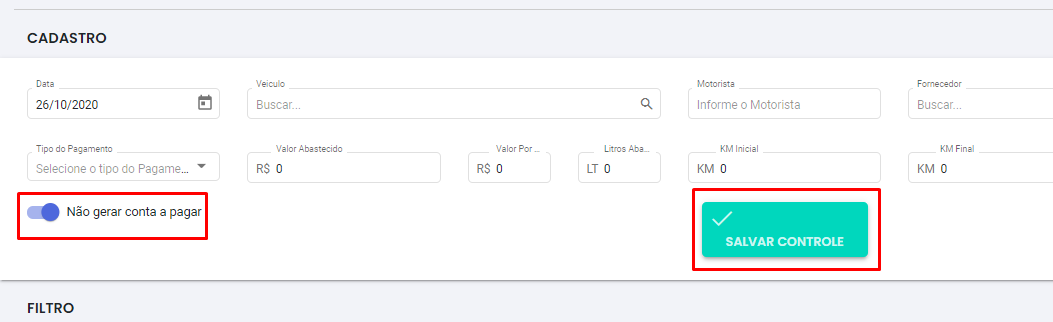 CADASTRO
Data Veiculo Motorista Fornecedor
26/10/2020 Buscar... Informe o Motorista Buscar...
Tipo do Pagamento Valor Abastecido Valor Por ... Litros Aba... KM Inicial KM Final
Selecione o tipo do Pagame... R$ 0 R$ 0 LT 0 KM 0 KM 0
Não gerar conta a pagar
SALVAR CONTROLE
FILTRO